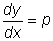 dy/dx = p